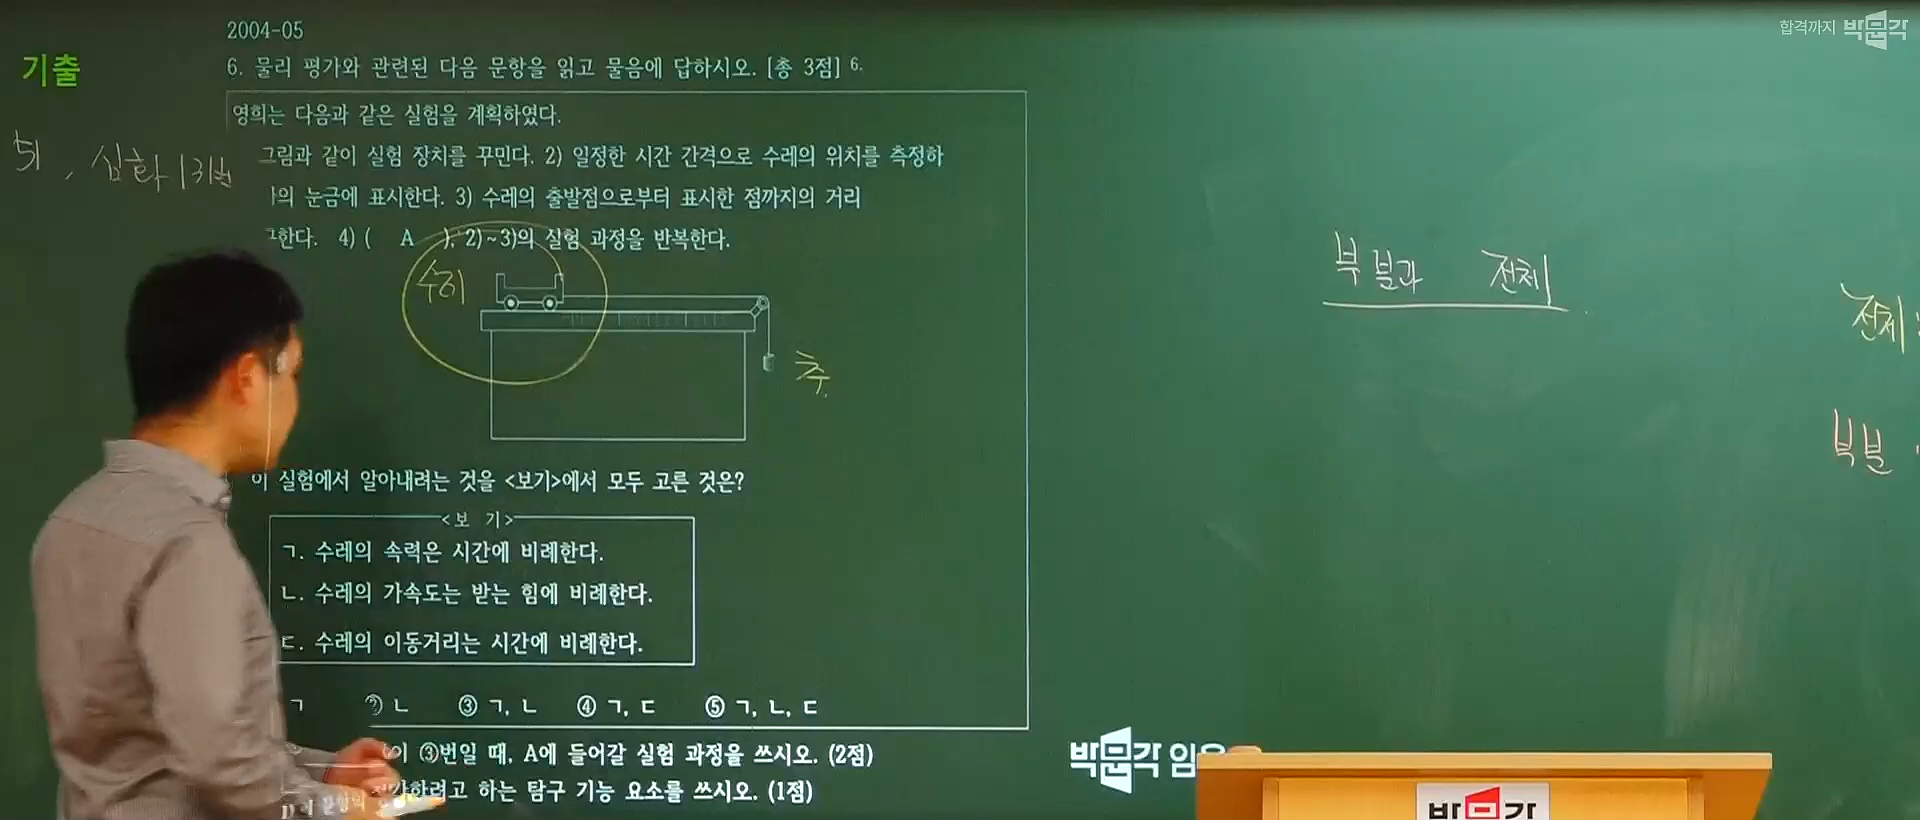 합격까지 박문각
기출
2004-05
6. 물리 평가와 관련된 다음 문항을 읽고 물음에 답하시오. [총 3점] 6.
영희는 다음과 같은 실험을 계획하였다.
그림과 같이 실험 장치를 꾸민다. 2) 일정한 시간 간격으로 수레의 위치를 측정하
의 눈금에 표시한다. 3) 수레의 출발점으로부터 표시한 점까지의 거리
한다. 4) ( A ). 2)~3)의 실험 과정을 반복한다.
추
이 실험에서 알아내려는 것을 <보기>에서 모두 고른 것은?
<보 기>
ㄱ. 수레의 속력은 시간에 비례한다.
ㄴ. 수레의 가속도는 받는 힘에 비례한다.
ㄷ. 수레의 이동거리는 시간에 비례한다.
ㄱ ② ㄴ ③ ㄱ, ㄴ ④ ㄱ, ㄷ ⑤ ㄱ, ㄴ, ㄷ
이 ③번일 때, A에 들어갈 실험 과정을 쓰시오. (2점)
하려고 하는 탐구 기능 요소를 쓰시오. (1점)
부분과 전체
전체
부분
박문각 임용
박문각